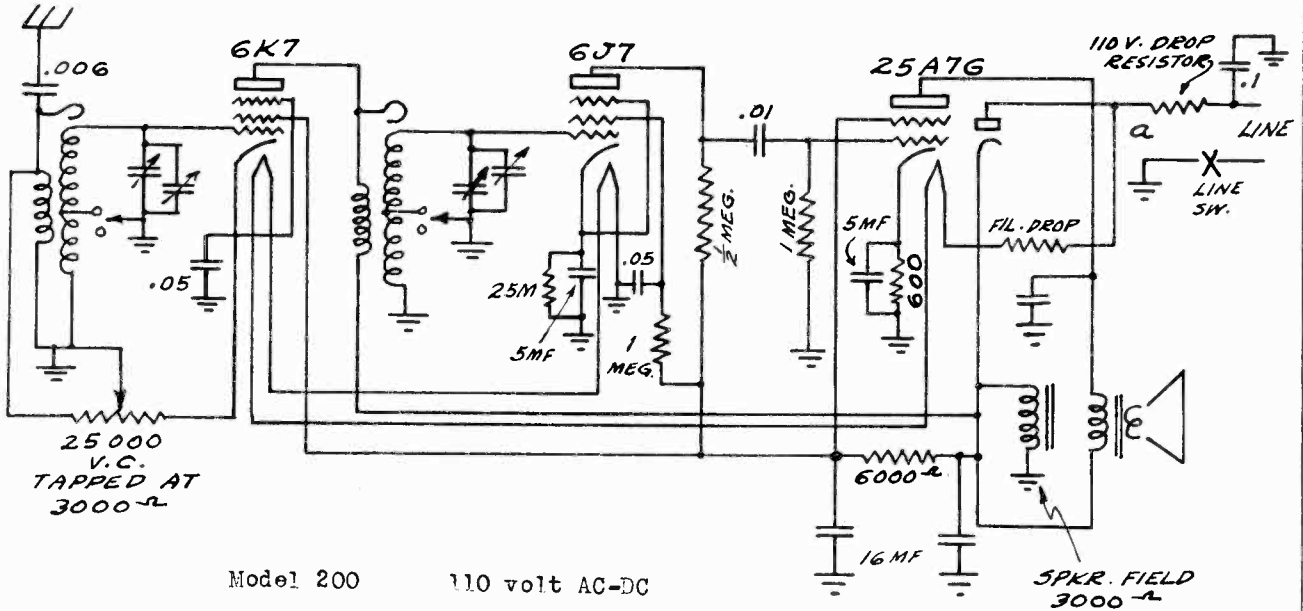 6K7
6J7
25A7G
110 V. DROP
RESISTOR
.1
LINE
.006
.01
a
LINE
SW.
½ MEG.
1 MEG.
5MF
600
FIL. DROP
.05
25M
5MF
.05
1
MEG.
25000
V.C.
TAPPED AT
3000 Ω
6000 Ω
16 MF
SPKR. FIELD
3000 Ω
Model 200 110 volt AC-DC